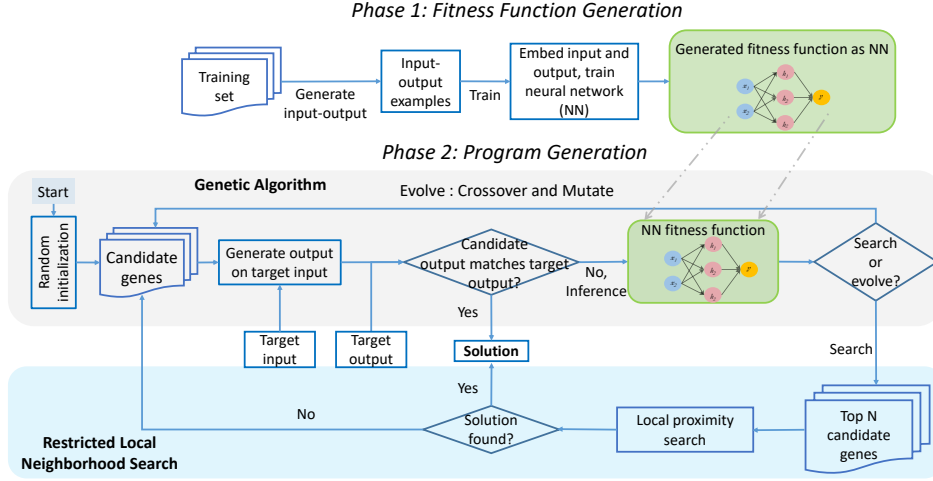 Phase 1: Fitness Function Generation
Training
set
Generate
input-output
Input-
output
examples
Train
Embed input and
output, train
neural network
(NN)
Generated fitness function as NN
Phase 2: Program Generation
Genetic Algorithm
Evolve : Crossover and Mutate
Start
Random
initialization
Candidate
genes
Generate output
on target input
Candidate
output matches target
output?
No,
Inference
NN fitness function
Search
or
evolve?
Yes
Target
input
Target
output
Solution
Search
Yes
No
Solution
found?
Local proximity
search
Top N
candidate
genes
Restricted Local
Neighborhood Search